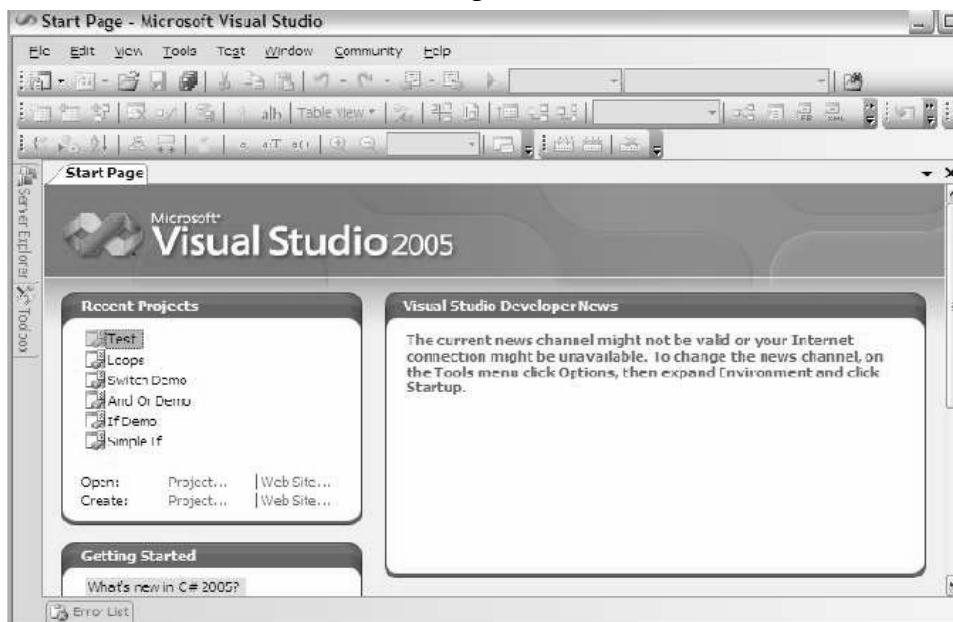 Start Page - Microsoft Visual Studio
File Edit View Tools Test Window Community Help
Table View
Server Explorer
Toolbox
Start Page
Microsoft
Visual Studio 2005
Recent Projects
Test
Loops
Switch Demo
And Or Demo
If Demo
Simple If
Open: Project... | Web Site...
Create: Project... | Web Site...
Getting Started
What's new in C# 2005?
Visual Studio Developer News
The current news channel might not be valid or your Internet
connection might be unavailable. To change the news channel, on
the Tools menu click Options, then expand Environment and click
Startup.
Error List